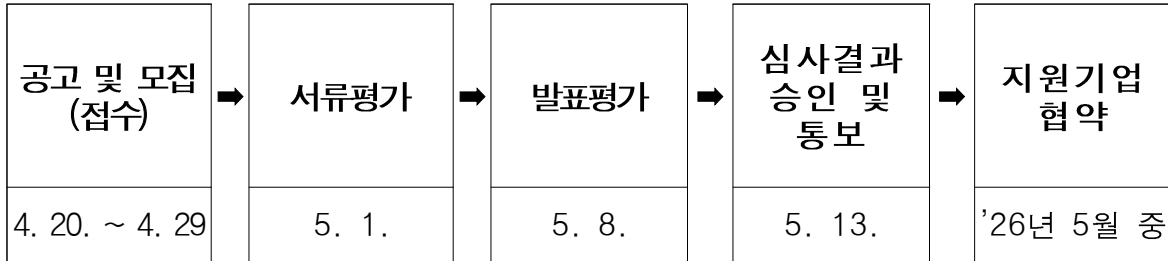 공고 및 모집
(접수)
➡
서류평가
➡
발표평가
➡
심사결과
승인 및
통보
➡
지원기업
협약
4. 20. ~ 4. 29
5. 1.
5. 8.
5. 13.
'26년 5월 중